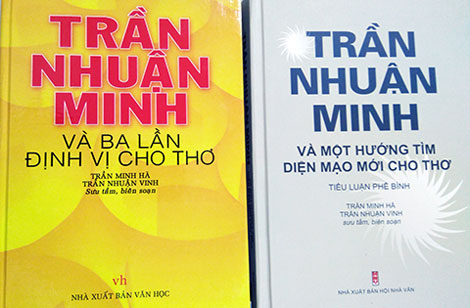 TRẦN
NHUẬN
MINH
VÀ BA LẦN
ĐỊNH VỊ CHO THƠ
TRẦN MINH HÀ
TRẦN NHUẬN VINH
Sưu tầm, biên soạn
vh
NHÀ XUẤT BẢN VĂN HỌC
TRẦN
NHUẬN
MINH
VÀ MỘT HƯỚNG TÌM
DIỆN MẠO MỚI CHO THƠ
TIỂU LUẬN PHÊ BÌNH
TRẦN MINH HÀ
TRẦN NHUẬN VINH
sưu tầm, biên soạn
NHÀ XUẤT BẢN HỘI NHÀ VĂN